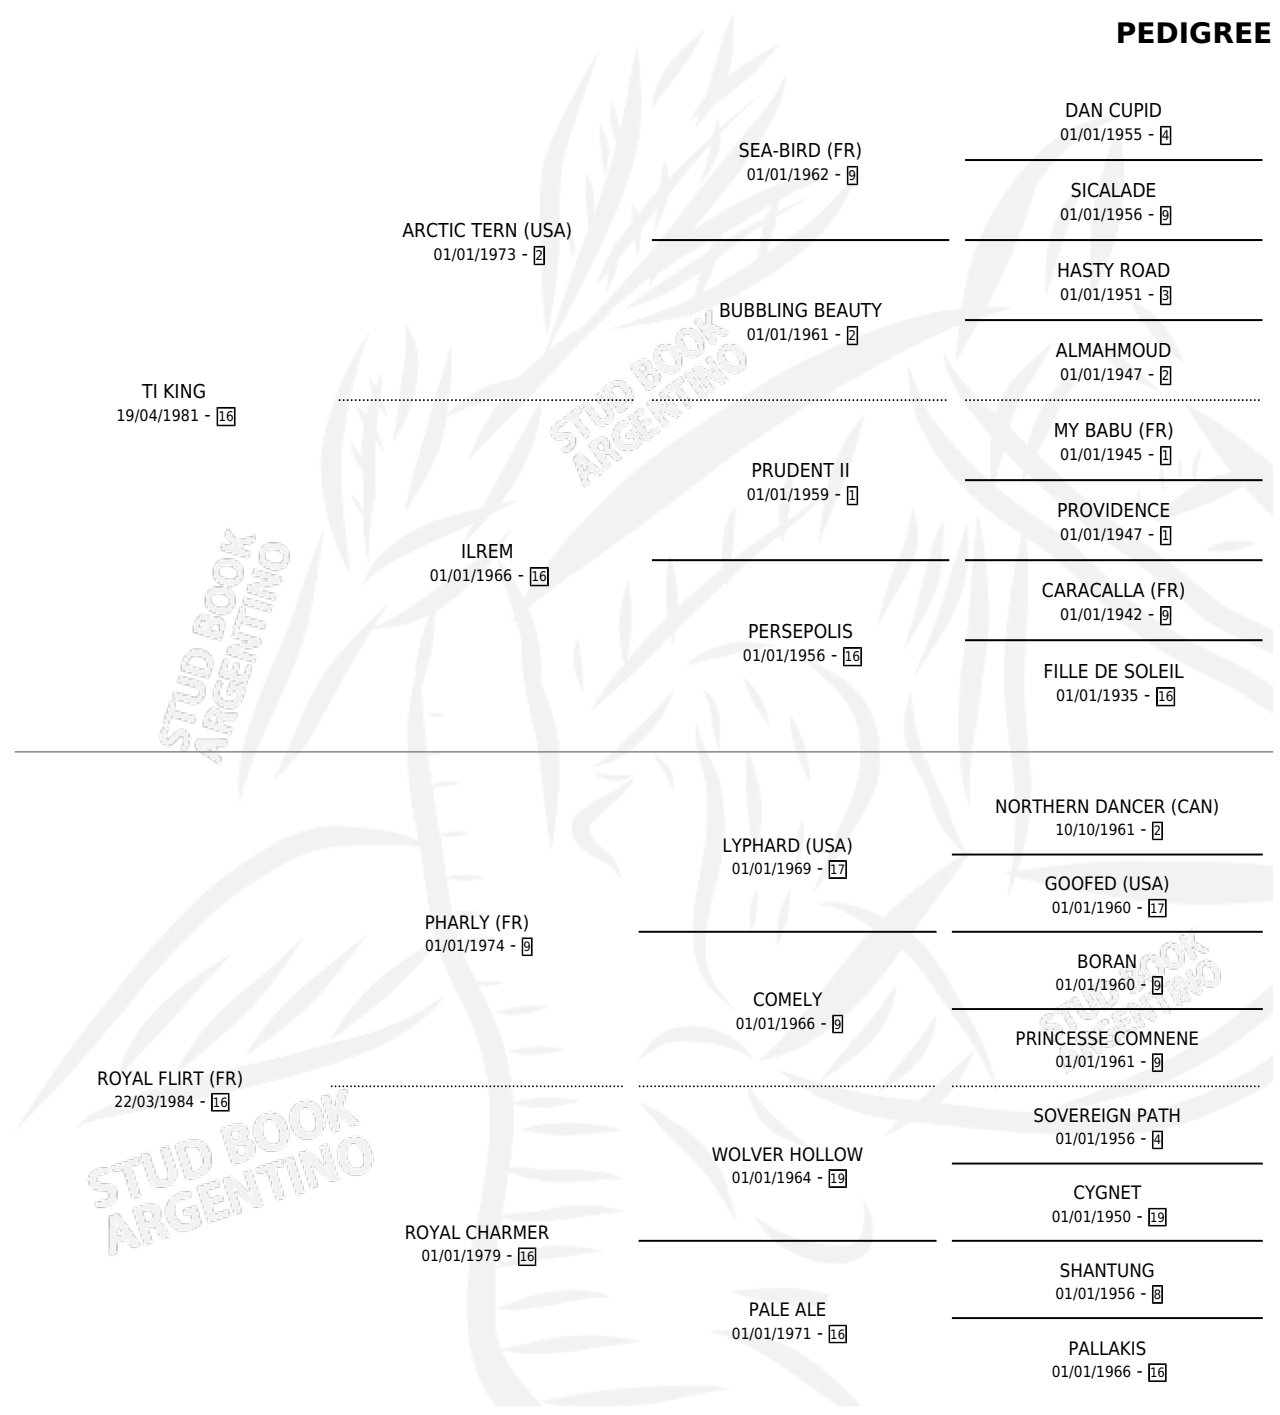 PEDIGREE
DAN CUPID
01/01/1955 - 4
SEA-BIRD (FR)
01/01/1962 - 9
SICALADE
01/01/1956 - 9
ARCTIC TERN (USA)
01/01/1973 - 2
HASTY ROAD
01/01/1951 - 3
BUBBLING BEAUTY
01/01/1961 - 2
ALMAHMOUD
01/01/1947 - 2
TI KING
19/04/1981 - 16
MY BABU (FR)
01/01/1945 - 1
PRUDENT II
01/01/1959 - 1
PROVIDENCE
01/01/1947 - 1
ILREM
01/01/1966 - 16
CARACALLA (FR)
01/01/1942 - 9
PERSEPOLIS
01/01/1956 - 16
FILLE DE SOLEIL
01/01/1935 - 16
NORTHERN DANCER (CAN)
10/10/1961 - 2
LYPHARD (USA)
01/01/1969 - 17
GOOFED (USA)
01/01/1960 - 17
PHARLY (FR)
01/01/1974 - 9
BORAN
01/01/1960 - 9
COMELY
01/01/1966 - 9
PRINCESSE COMNENE
01/01/1961 - 9
ROYAL FLIRT (FR)
22/03/1984 - 16
SOVEREIGN PATH
01/01/1956 - 4
WOLVER HOLLOW
01/01/1964 - 19
CYGNET
01/01/1950 - 19
ROYAL CHARMER
01/01/1979 - 16
SHANTUNG
01/01/1956 - 8
PALE ALE
01/01/1971 - 16
PALLAKIS
01/01/1966 - 16
STUD BOOK
ARGENTINO
STUD BOOK
ARGENTINO
STUD BOOK
ARGENTINO
STUD BOOK
ARGENTINO